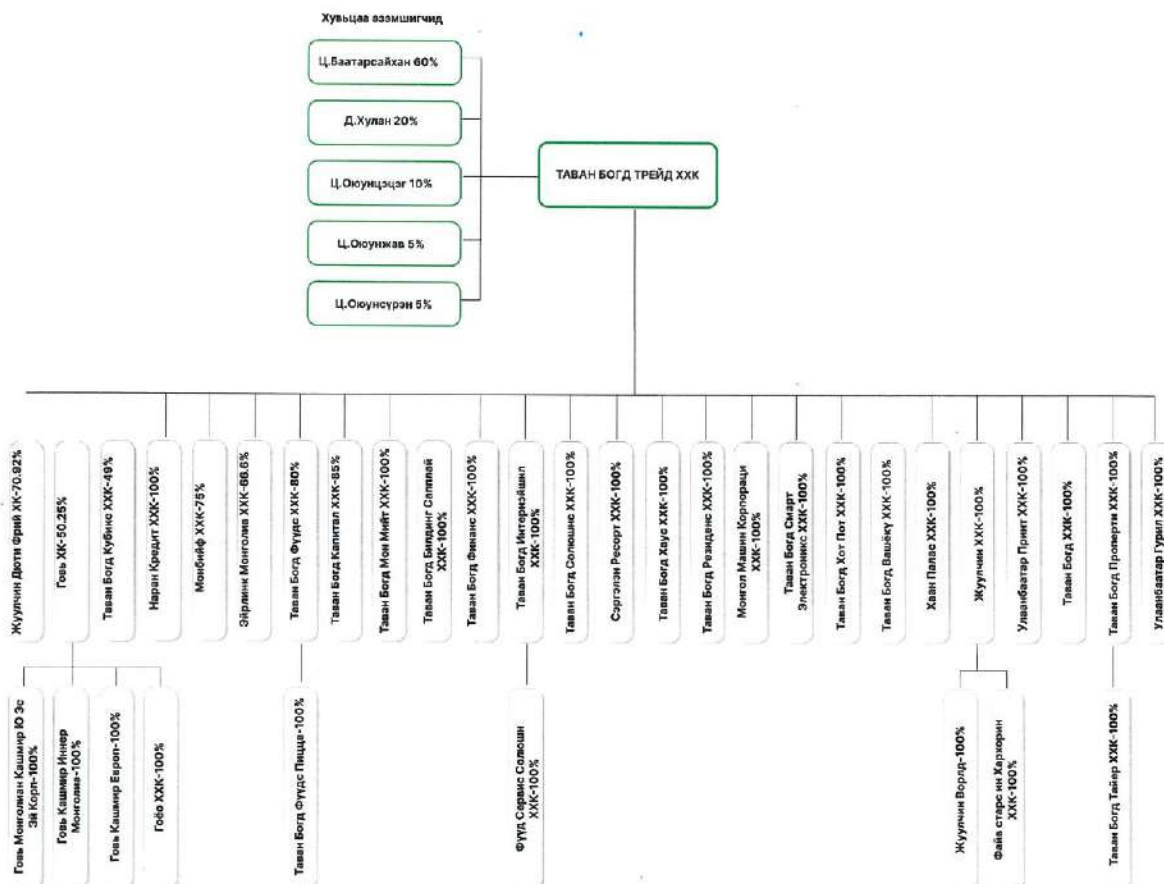 Хувьцаа эзэмшигчид
Ц.Баатарсайхан 60%
Д.Хулан 20%
Ц.Оюунцэцэг 10%
Ц.Оюунжав 5%
Ц.Оюунсүрэн 5%
ТАВАН БОГД ТРЕЙД ХХК
Жуулчин Дюти Фрий ХК-70.92%
Говь ХК-50.25%
Таван Богд Кубикс ХХК-49%
Наран Кредит ХХК-100%
Монбийф ХХК-75%
Эйрлинк Монголиа ХХК-66.6%
Таван Богд Фүүдс ХХК-80%
Таван Богд Капитал ХХК-85%
Таван Богд Мон Мийт ХХК-100%
Таван Богд Билдинг Саплай
ХХК-100%
Таван Богд Финанс ХХК-100%
Таван Богд Интернэйшнл
ХХК-100%
Таван Богд Солюшнс ХХК-100%
Сэргэлэн Ресорт ХХК-100%
Таван Богд Хаус ХХК-100%
Таван Богд Резиденс ХХК-100%
Монгол Машин Корпораци
ХХК-100%
Таван Богд Смарт
Электроникс ХХК-100%
Таван Богд Хот Пот ХХК-100%
Таван Богд Вашёкү ХХК-100%
Хаан Палас ХХК-100%
Жуулчин ХХК-100%
Улаанбаатар Принт ХХК-100%
Таван Богд ХХК-100%
Таван Богд Проперти ХХК-100%
Улаанбаатар Гурил ХХК-100%
Говь Монголиан Кашмир Ю Эс
Эй Корп-100%
Говь Кашмир Иннер
Монголиа-100%
Говь Кашмир Европ-100%
Гоёо ХХК-100%
Таван Богд Фүүдс Пицца-100%
Фүүд Сервис Солюшн
ХХК-100%
Жуулчин Ворлд-100%
Файв старс ин Хархорин
ХХК-100%
Таван Богд Тайер ХХК-100%